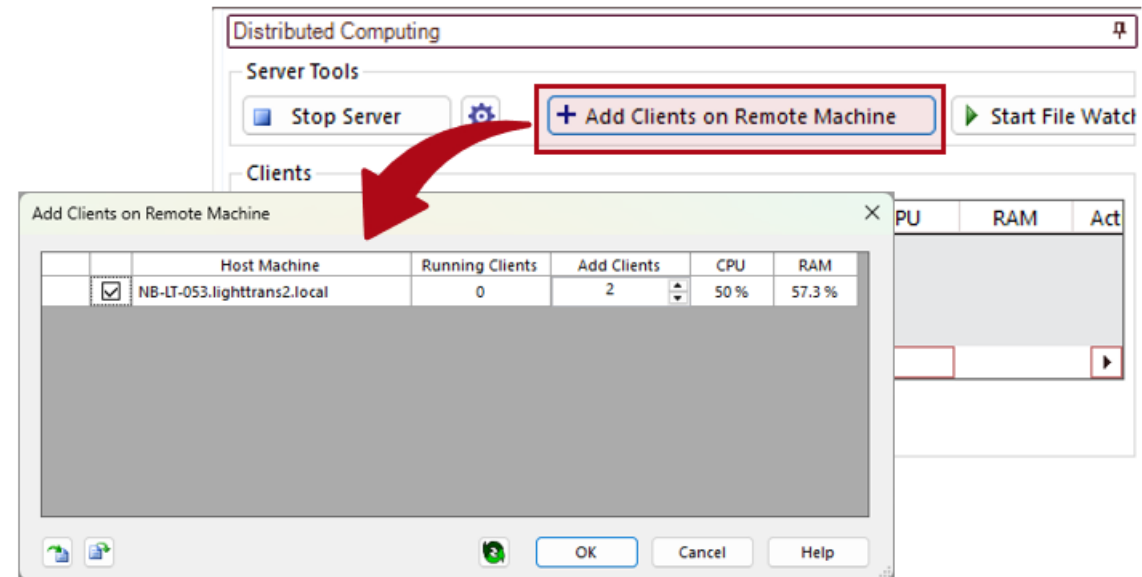 Distributed Computing
Server Tools
Stop Server
+ Add Clients on Remote Machine
Start File Watch
Clients
PU RAM Act
Add Clients on Remote Machine
Host Machine Running Clients Add Clients CPU RAM
NB-LT-053.lighttrans2.local 0 2 50 % 57.3 %
OK Cancel Help